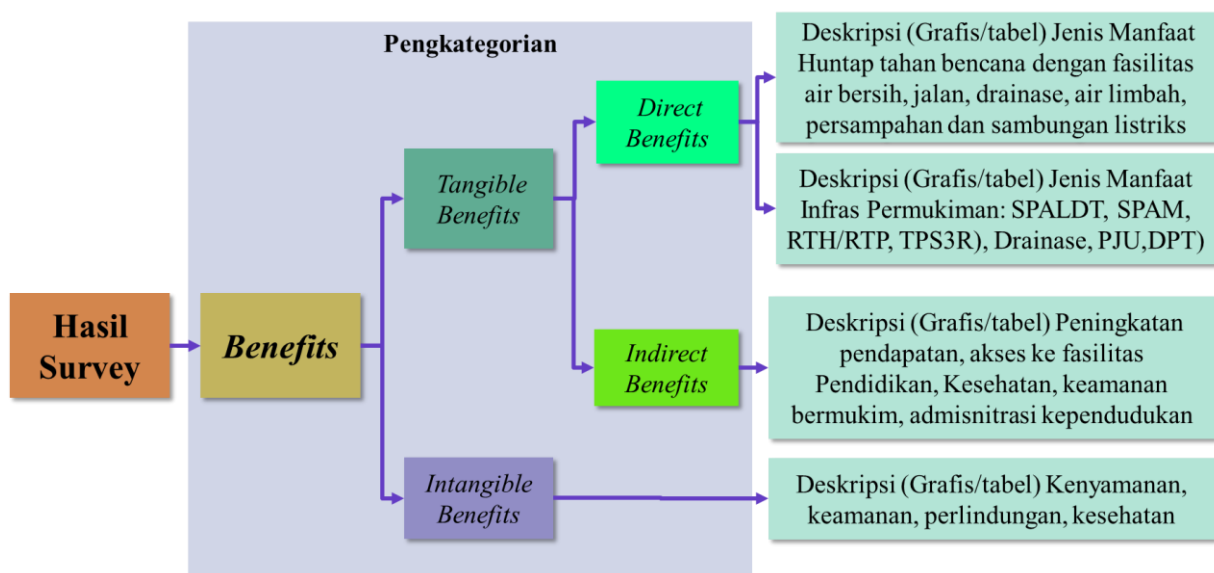 Pengkategorian
Hasil
Survey
Benefits
Tangible
Benefits
Intangible
Benefits
Direct
Benefits
Indirect
Benefits
Deskripsi (Grafis/tabel) Jenis Manfaat
Huntap tahan bencana dengan fasilitas
air bersih, jalan, drainase, air limbah,
persampahan dan sambungan listriks
Deskripsi (Grafis/tabel) Jenis Manfaat
Infras Permukiman: SPALDT, SPAM,
RTH/RTP, TPS3R), Drainase, PJU,DPT)
Deskripsi (Grafis/tabel) Peningkatan
pendapatan, akses ke fasilitas
Pendidikan, Kesehatan, keamanan
bermukim, admisnitrasi kependudukan
Deskripsi (Grafis/tabel) Kenyamanan,
keamanan, perlindungan, kesehatan